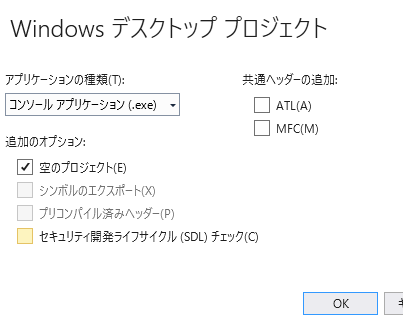 Windows デスクトップ プロジェクト
アプリケーションの種類(T):
共通ヘッダーの追加:
コンソール アプリケーション (.exe)
ATL(A)
MFC(M)
追加のオプション:
空のプロジェクト(E)
シンボルのエクスポート(X)
プリコンパイル済みヘッダー(P)
セキュリティ開発ライフサイクル (SDL) チェック(C)
OK